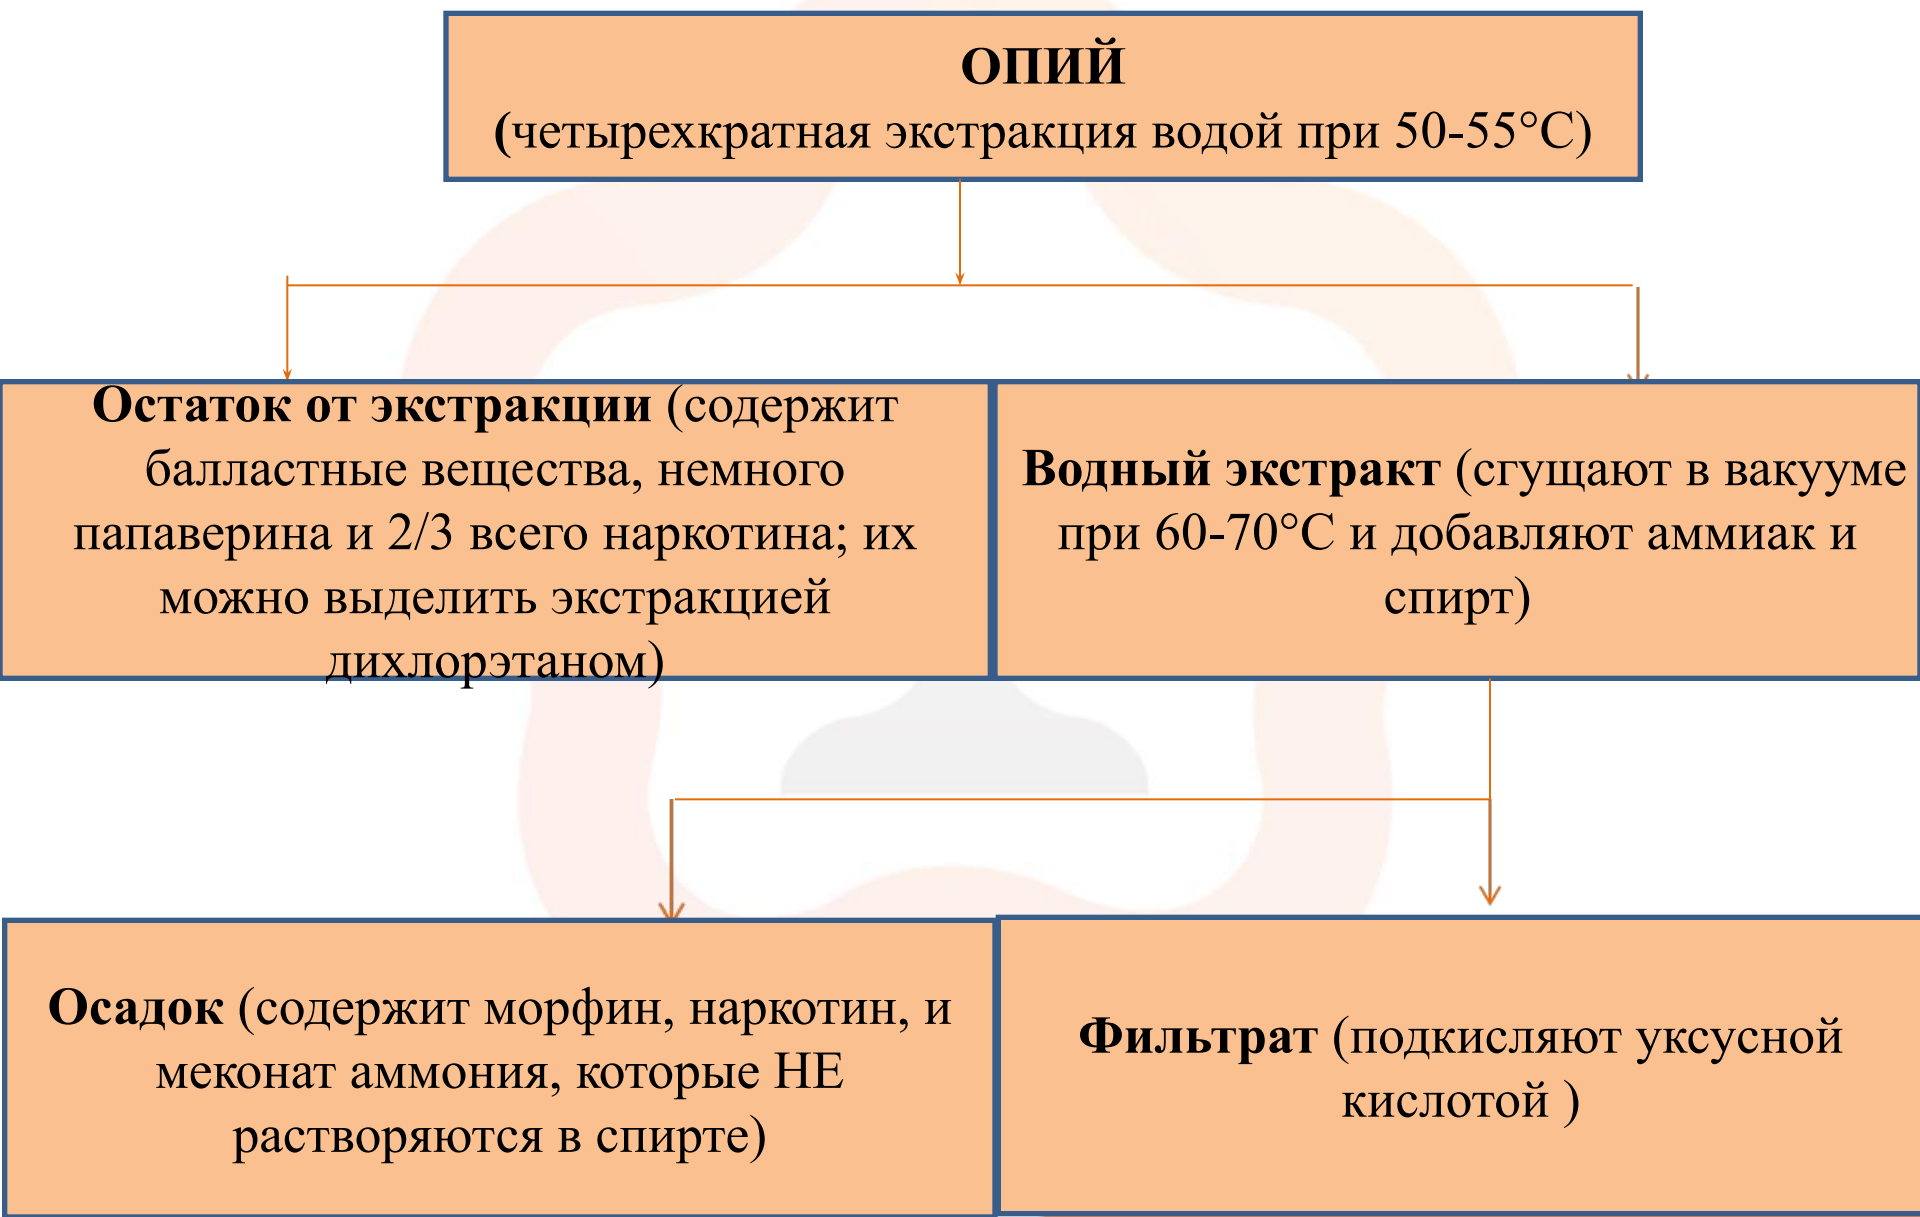 ОПИЙ
(четырехкратная экстракция водой при 50-55°С)
Остаток от экстракции (содержит
балластные вещества, немного
папаверина и 2/3 всего наркотина; их
можно выделить экстракцией
дихлорэтаном)
Водный экстракт (сгущают в вакууме
при 60-70°С и добавляют аммиак и
спирт)
Осадок (содержит морфин, наркотин, и
меконат аммония, которые НЕ
растворяются в спирте)
Фильтрат (подкисляют уксусной
кислотой )